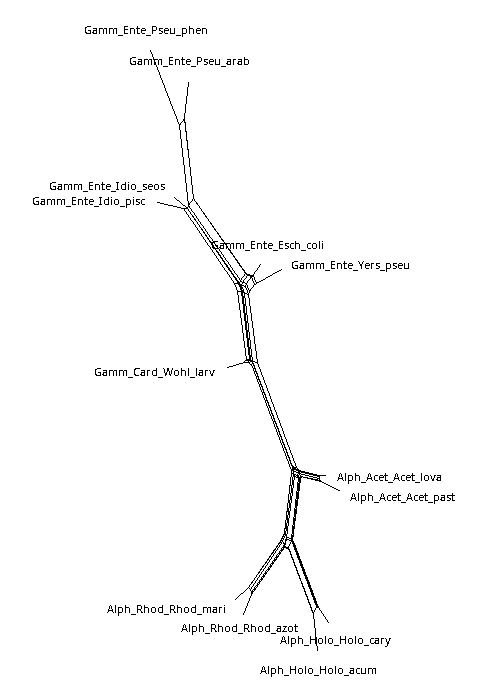 Gamm_Ente_Pseu_phen
Gamm_Ente_Pseu_arab
Gamm_Ente_Idio_seos
Gamm_Ente_Idio_pisc
Gamm_Ente_Esch_coli
Gamm_Ente_Yers_pseu
Gamm_Card_Wohl_larv
Alph_Acet_Acet_lova
Alph_Acet_Acet_past
Alph_Rhod_Rhod_mari
Alph_Rhod_Rhod_azot
Alph_Holo_Holo_cary
Alph_Holo_Holo_acum